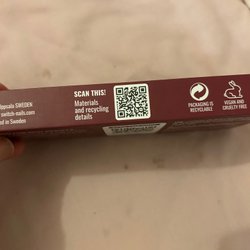 SCAN THIS!
Materials
and recycling
details
ppsala SWEDEN
switch-nails.com
d in Sweden
PACKAGING IS
RECYCLABLE
VEGAN AND
CRUELTY FREE